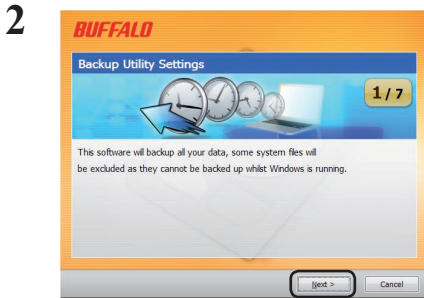 2
BUFFALO
Backup Utility Settings
1 / 7
This software will backup all your data, some system files will
be excluded as they cannot be backed up whilst Windows is running.
Next >
Cancel